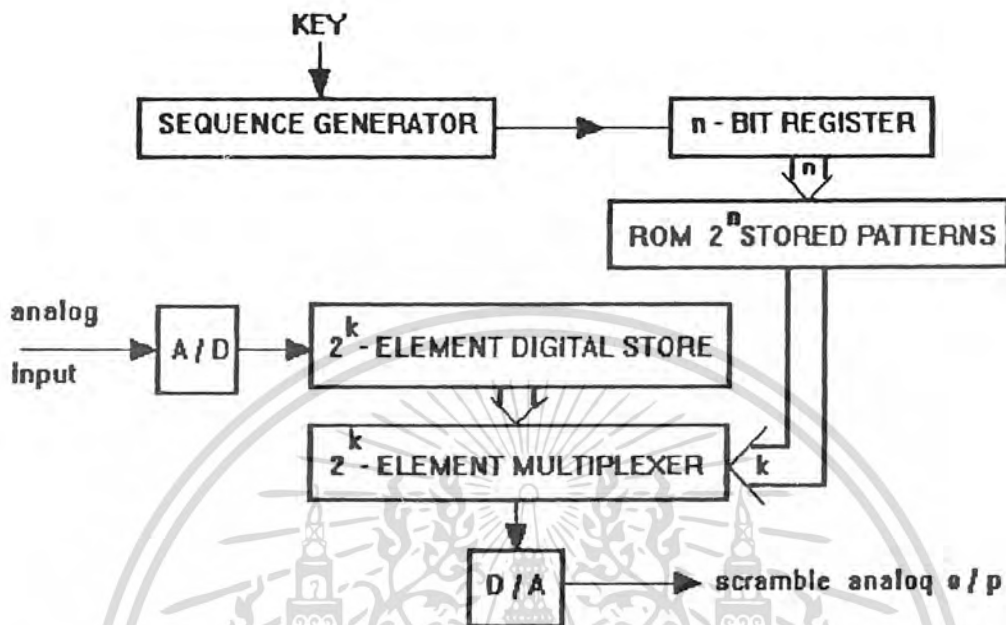 KEY
SEQUENCE GENERATOR
n - BIT REGISTER
n
ROM 2ⁿ STORED PATTERNS
analog
input
A / D
2ᵏ - ELEMENT DIGITAL STORE
2ᵏ - ELEMENT MULTIPLEXER
k
D / A
scramble analog o / p